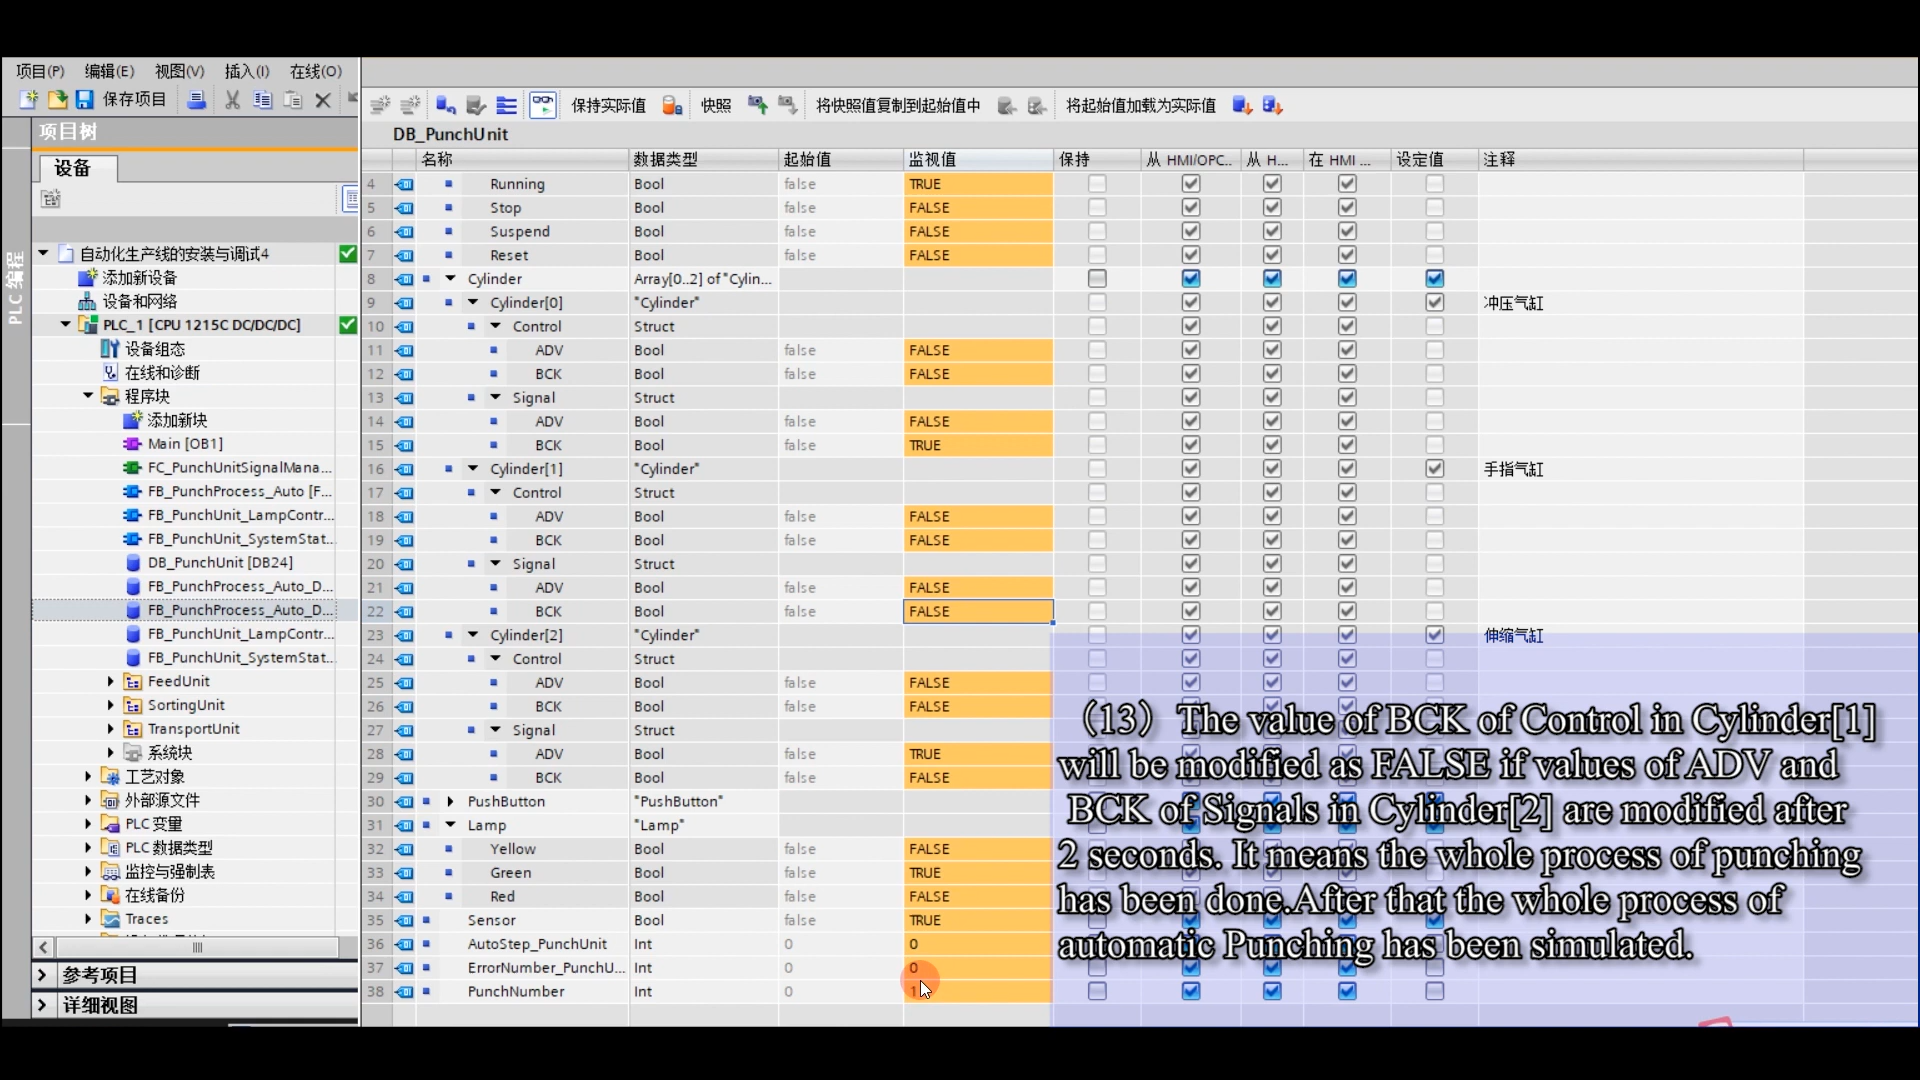 项目(P) 编辑(E) 视图(V) 插入(I) 在线(O)
保存项目
保持实际值 快照 将快照值复制到起始值中 将起始值加载为实际值
项目树
设备
PLC 编程
自动化生产线的安装与调试4
添加新设备
设备和网络
PLC_1 [CPU 1215C DC/DC/DC]
设备组态
在线和诊断
程序块
添加新块
Main [OB1]
FC_PunchUnitSignalMana...
FB_PunchProcess_Auto [F...
FB_PunchUnit_LampContr...
FB_PunchUnit_SystemStat...
DB_PunchUnit [DB24]
FB_PunchProcess_Auto_D...
FB_PunchProcess_Auto_D...
FB_PunchUnit_LampContr...
FB_PunchUnit_SystemStat...
FeedUnit
SortingUnit
TransportUnit
系统块
工艺对象
外部源文件
PLC 变量
PLC 数据类型
监控与强制表
在线备份
Traces
参考项目
详细视图
DB_PunchUnit
名称 数据类型 起始值 监视值 保持 从 HMI/OPC.. 从 H... 在 HMI ... 设定值 注释
4 Running Bool false TRUE
5 Stop Bool false FALSE
6 Suspend Bool false FALSE
7 Reset Bool false FALSE
8 Cylinder Array[0..2] of "Cylin...
9 Cylinder[0] "Cylinder" 冲压气缸
10 Control Struct
11 ADV Bool false FALSE
12 BCK Bool false FALSE
13 Signal Struct
14 ADV Bool false FALSE
15 BCK Bool false TRUE
16 Cylinder[1] "Cylinder" 手指气缸
17 Control Struct
18 ADV Bool false FALSE
19 BCK Bool false FALSE
20 Signal Struct
21 ADV Bool false FALSE
22 BCK Bool false FALSE
23 Cylinder[2] "Cylinder" 伸缩气缸
24 Control Struct
25 ADV Bool false FALSE
26 BCK Bool false FALSE
27 Signal Struct
28 ADV Bool false TRUE
29 BCK Bool false FALSE
30 PushButton "PushButton"
31 Lamp "Lamp"
32 Yellow Bool false FALSE
33 Green Bool false TRUE
34 Red Bool false FALSE
35 Sensor Bool false TRUE
36 AutoStep_PunchUnit Int 0 0
37 ErrorNumber_PunchU... Int 0 0
38 PunchNumber Int 0 1
（13） The value of BCK of Control in Cylinder[1]
will be modified as FALSE if values of ADV and
BCK of Signals in Cylinder[2] are modified after
2 seconds. It means the whole process of punching
has been done.After that the whole process of
automatic Punching has been simulated.